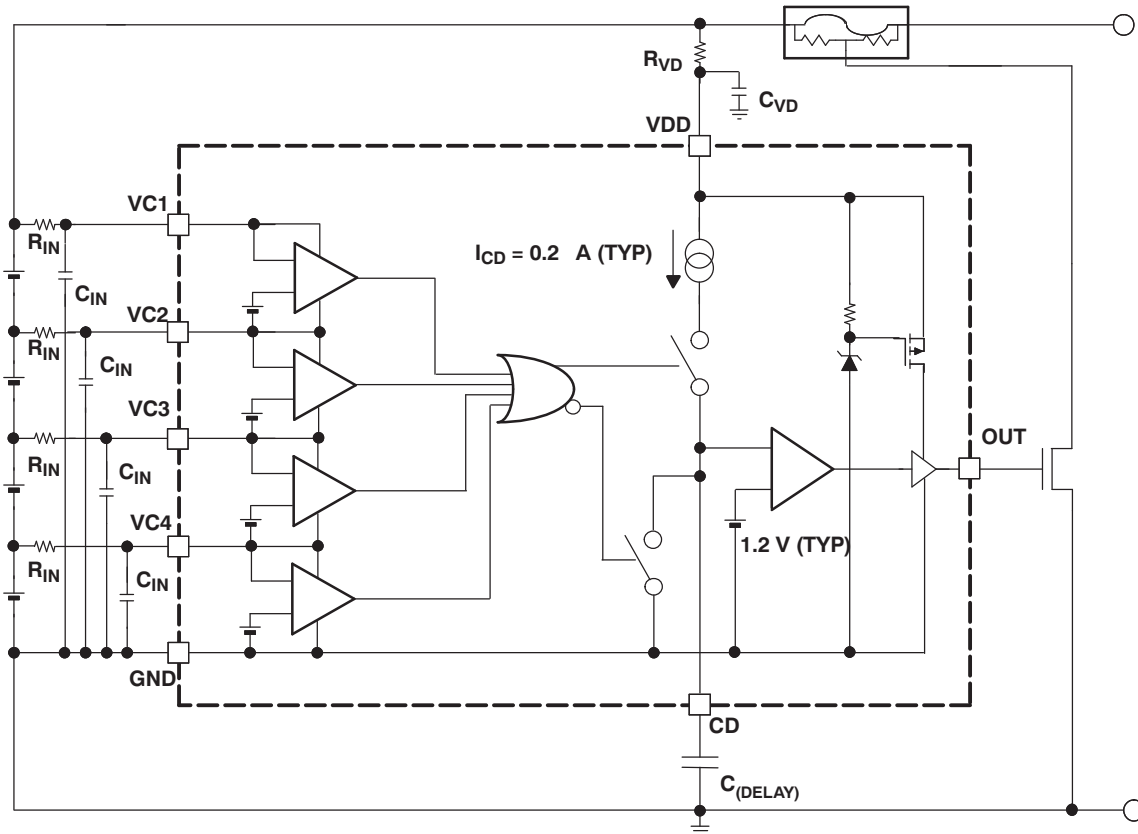 RVD
CVD
VDD
VC1
RIN
ICD = 0.2 A (TYP)
CIN
VC2
RIN
CIN
VC3
RIN
CIN
OUT
VC4
RIN
CIN
1.2 V (TYP)
GND
CD
C(DELAY)